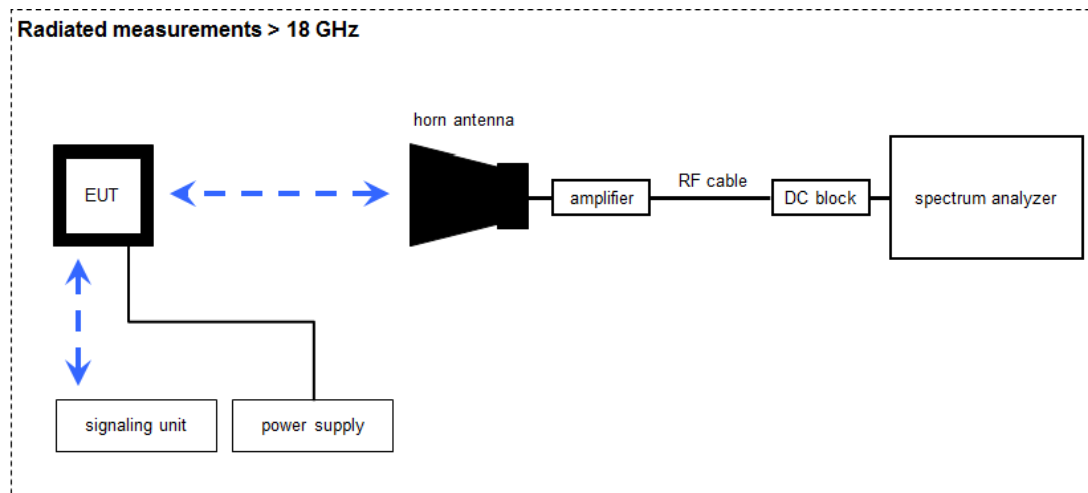 Radiated measurements > 18 GHz
horn antenna
EUT
amplifier
RF cable
DC block
spectrum analyzer
signaling unit
power supply